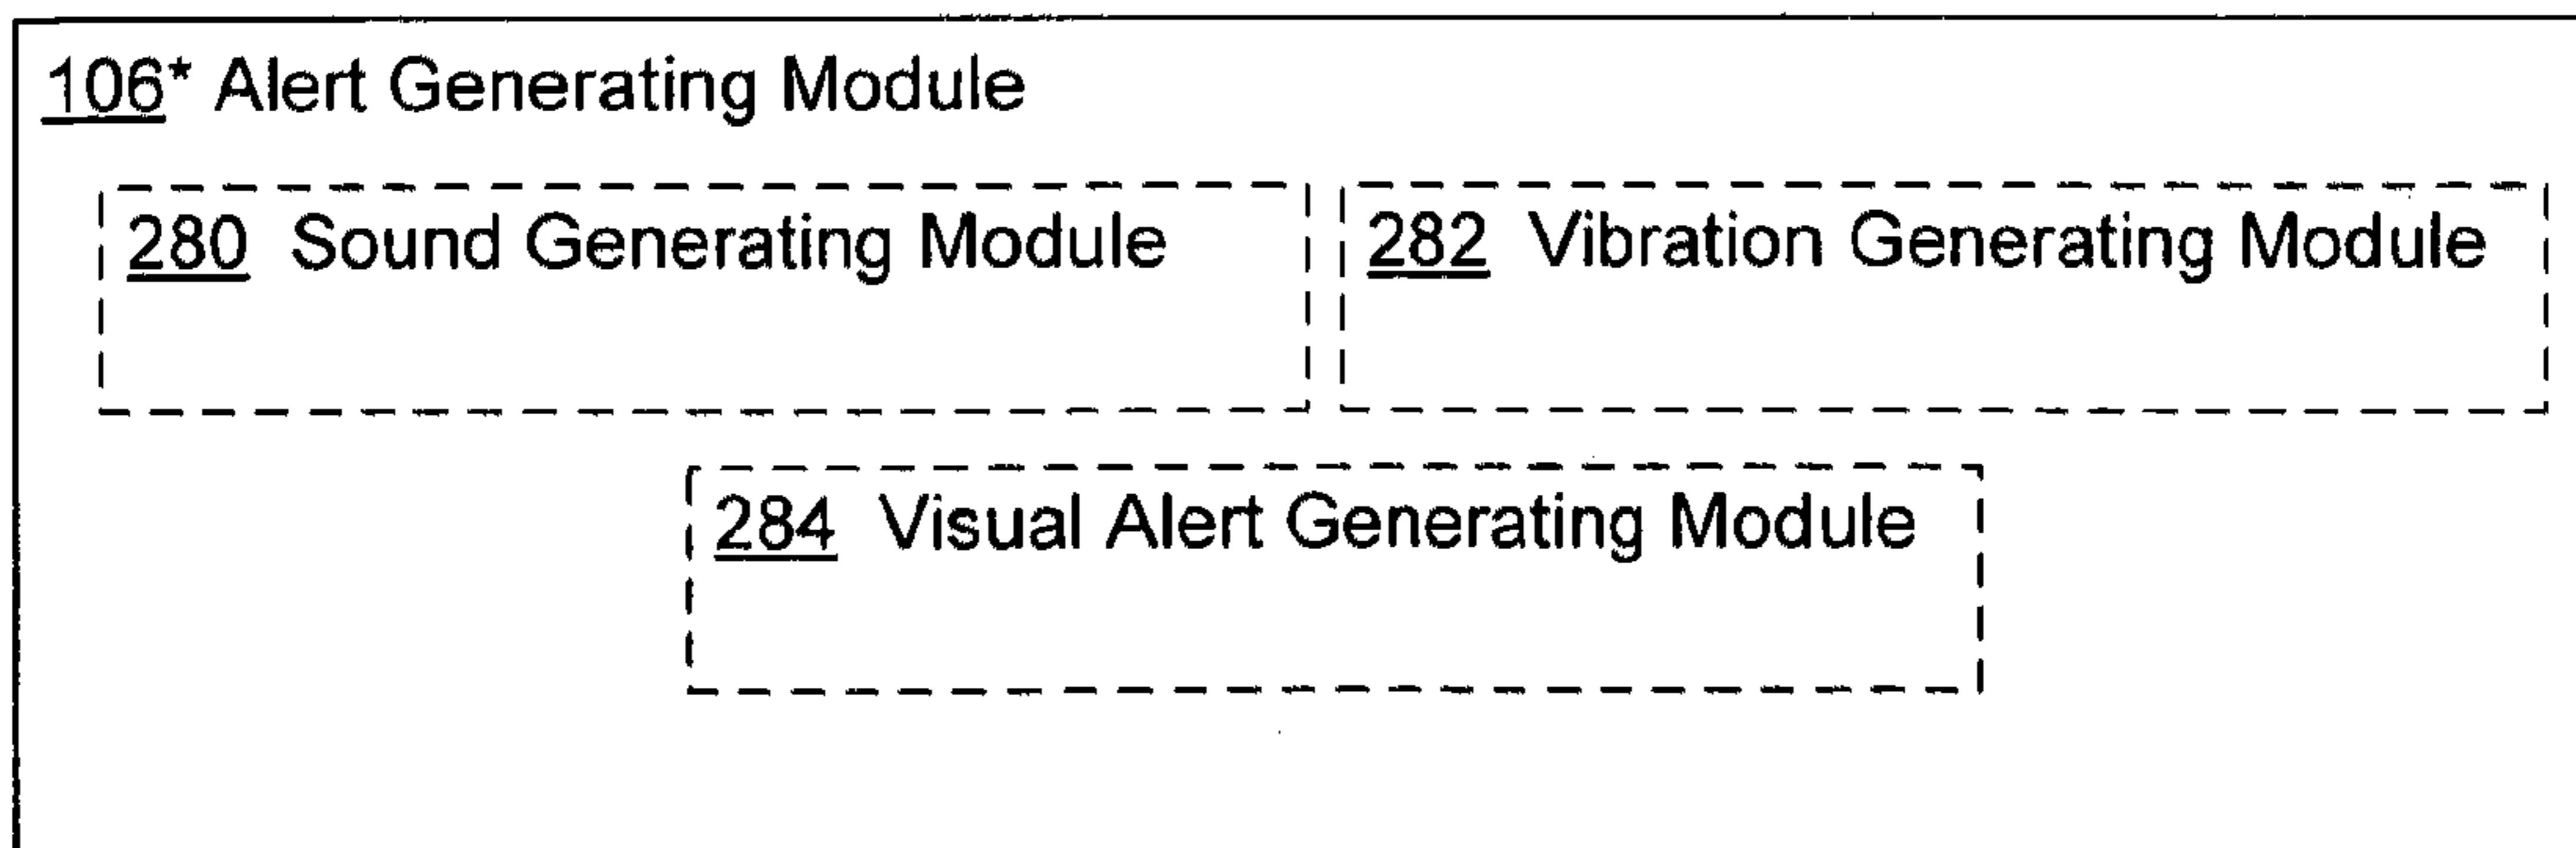 106* Alert Generating Module
280 Sound Generating Module
282 Vibration Generating Module
284 Visual Alert Generating Module